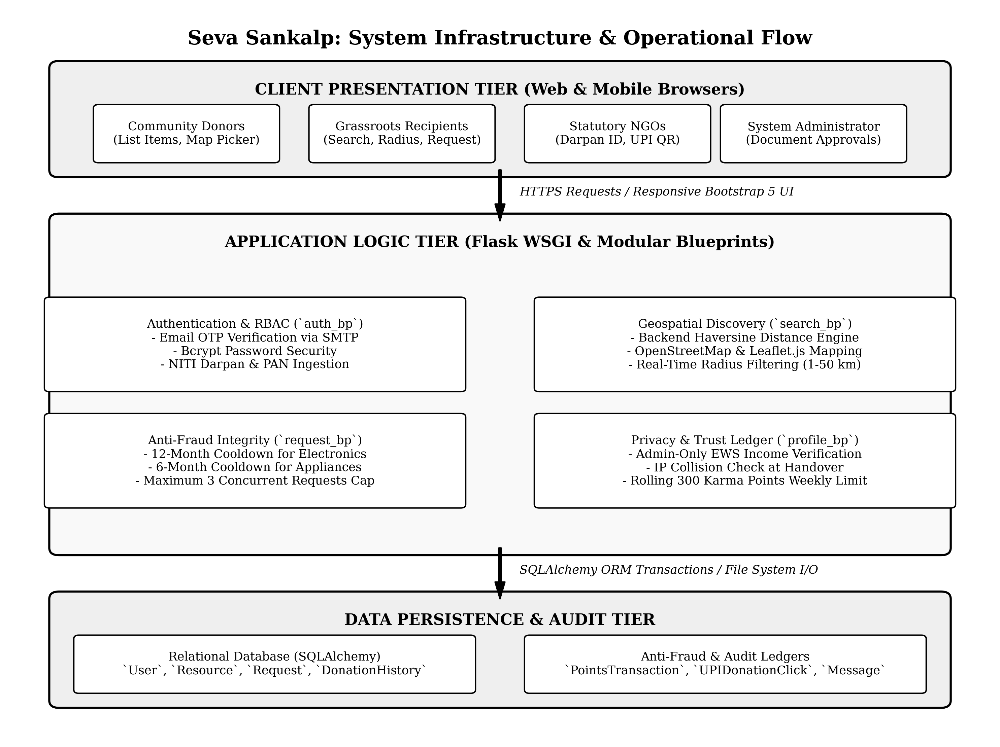 Seva Sankalp: System Infrastructure & Operational Flow
CLIENT PRESENTATION TIER (Web & Mobile Browsers)
Community Donors
(List Items, Map Picker)
Grassroots Recipients
(Search, Radius, Request)
Statutory NGOs
(Darpan ID, UPI QR)
System Administrator
(Document Approvals)
HTTPS Requests / Responsive Bootstrap 5 UI
APPLICATION LOGIC TIER (Flask WSGI & Modular Blueprints)
Authentication & RBAC (`auth_bp`)
- Email OTP Verification via SMTP
- Bcrypt Password Security
- NITI Darpan & PAN Ingestion
Geospatial Discovery (`search_bp`)
- Backend Haversine Distance Engine
- OpenStreetMap & Leaflet.js Mapping
- Real-Time Radius Filtering (1-50 km)
Anti-Fraud Integrity (`request_bp`)
- 12-Month Cooldown for Electronics
- 6-Month Cooldown for Appliances
- Maximum 3 Concurrent Requests Cap
Privacy & Trust Ledger (`profile_bp`)
- Admin-Only EWS Income Verification
- IP Collision Check at Handover
- Rolling 300 Karma Points Weekly Limit
SQLAlchemy ORM Transactions / File System I/O
DATA PERSISTENCE & AUDIT TIER
Relational Database (SQLAlchemy)
`User`, `Resource`, `Request`, `DonationHistory`
Anti-Fraud & Audit Ledgers
`PointsTransaction`, `UPIDonationClick`, `Message`